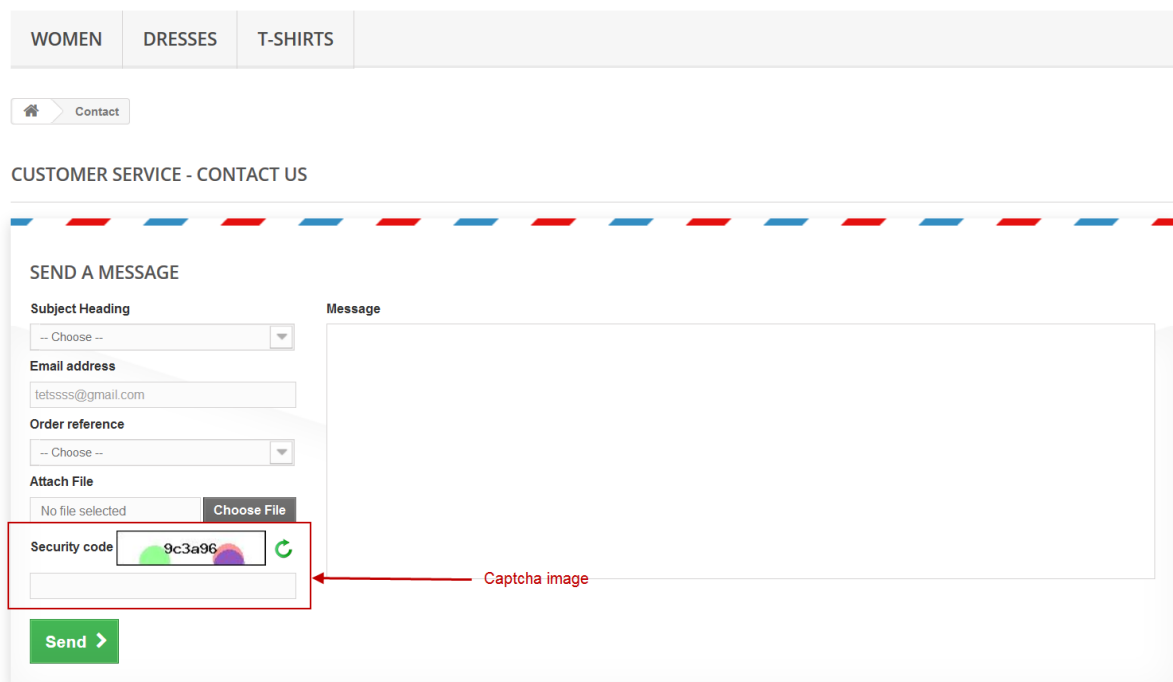 WOMEN DRESSES T-SHIRTS
Contact
CUSTOMER SERVICE - CONTACT US
SEND A MESSAGE
Subject Heading
-- Choose --
Email address
tetssss@gmail.com
Order reference
-- Choose --
Attach File
No file selected Choose File
Security code 9c3a96
Send
Message
Captcha image